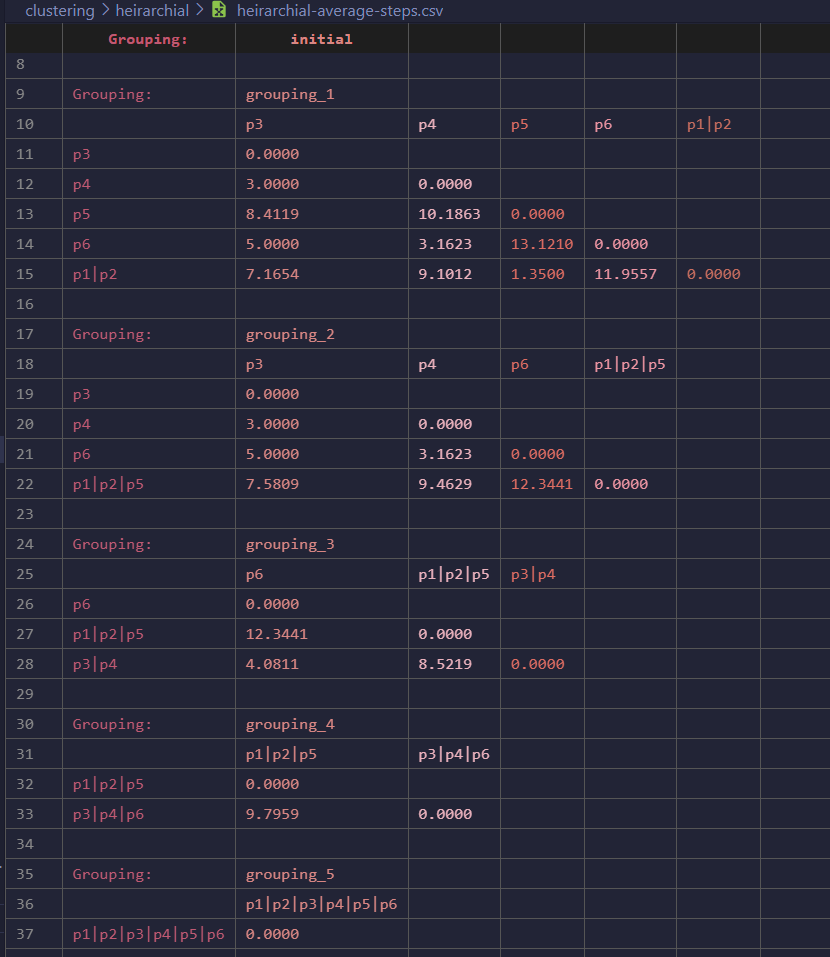 clustering > heirarchial > heirarchial-average-steps.csv
Grouping: initial
8
9 Grouping: grouping_1
10 p3 p4 p5 p6 p1|p2
11 p3 0.0000
12 p4 3.0000 0.0000
13 p5 8.4119 10.1863 0.0000
14 p6 5.0000 3.1623 13.1210 0.0000
15 p1|p2 7.1654 9.1012 1.3500 11.9557 0.0000
16
17 Grouping: grouping_2
18 p3 p4 p6 p1|p2|p5
19 p3 0.0000
20 p4 3.0000 0.0000
21 p6 5.0000 3.1623 0.0000
22 p1|p2|p5 7.5809 9.4629 12.3441 0.0000
23
24 Grouping: grouping_3
25 p6 p1|p2|p5 p3|p4
26 p6 0.0000
27 p1|p2|p5 12.3441 0.0000
28 p3|p4 4.0811 8.5219 0.0000
29
30 Grouping: grouping_4
31 p1|p2|p5 p3|p4|p6
32 p1|p2|p5 0.0000
33 p3|p4|p6 9.7959 0.0000
34
35 Grouping: grouping_5
36 p1|p2|p3|p4|p5|p6
37 p1|p2|p3|p4|p5|p6 0.0000